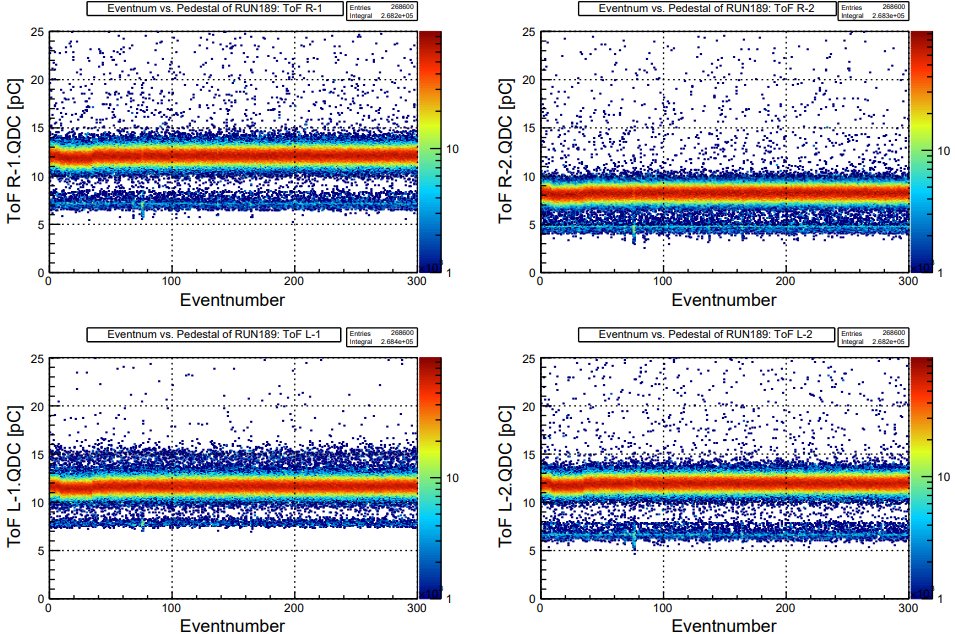 Eventnum vs. Pedestal of RUN189: ToF R-1
Entries 268600
Integral 2.682e+05
25
20
15
10
5
0
ToF R-1.QDC [pC]
0 100 200 300
Eventnumber
10
1
Eventnum vs. Pedestal of RUN189: ToF R-2
Entries 268600
Integral 2.683e+05
25
20
15
10
5
0
ToF R-2.QDC [pC]
0 100 200 300
Eventnumber
10
1
Eventnum vs. Pedestal of RUN189: ToF L-1
Entries 268600
Integral 2.684e+05
25
20
15
10
5
0
ToF L-1.QDC [pC]
0 100 200 300
Eventnumber
10
1
Eventnum vs. Pedestal of RUN189: ToF L-2
Entries 268600
Integral 2.682e+05
25
20
15
10
5
0
ToF L-2.QDC [pC]
0 100 200 300
Eventnumber
10
1